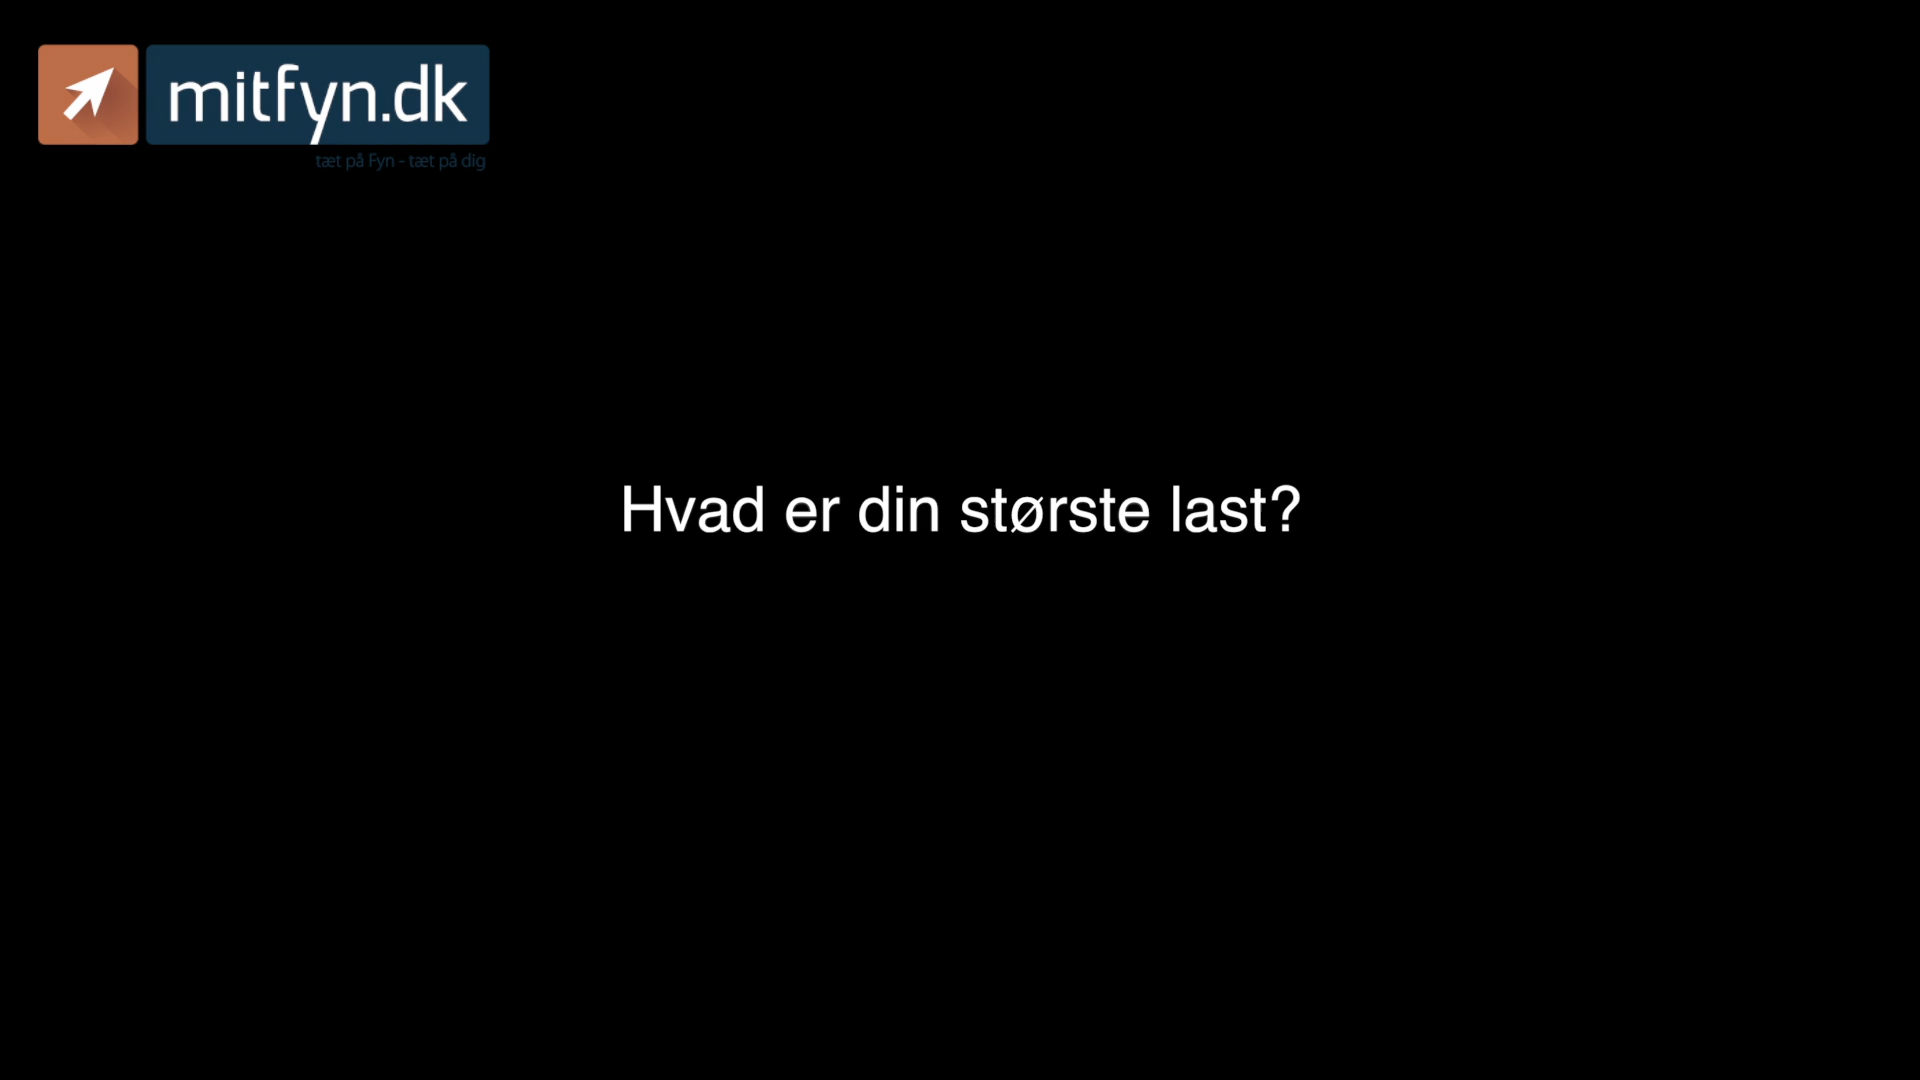 mitfyn.dk
tæt på Fyn - tæt på dig
Hvad er din største last?